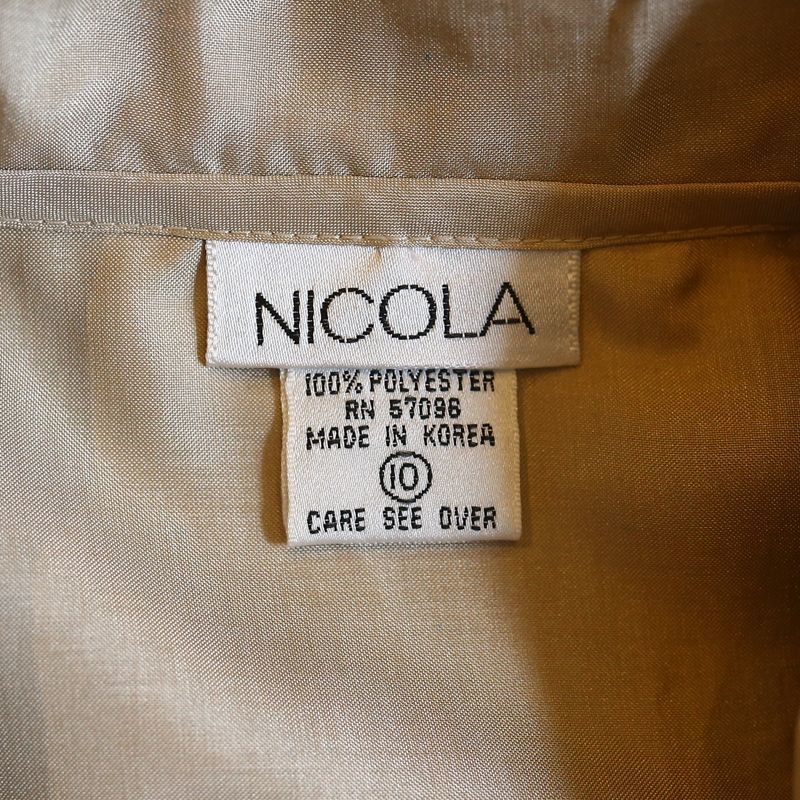 NICOLA
100% POLYESTER
RN 57096
MADE IN KOREA
10
CARE SEE OVER